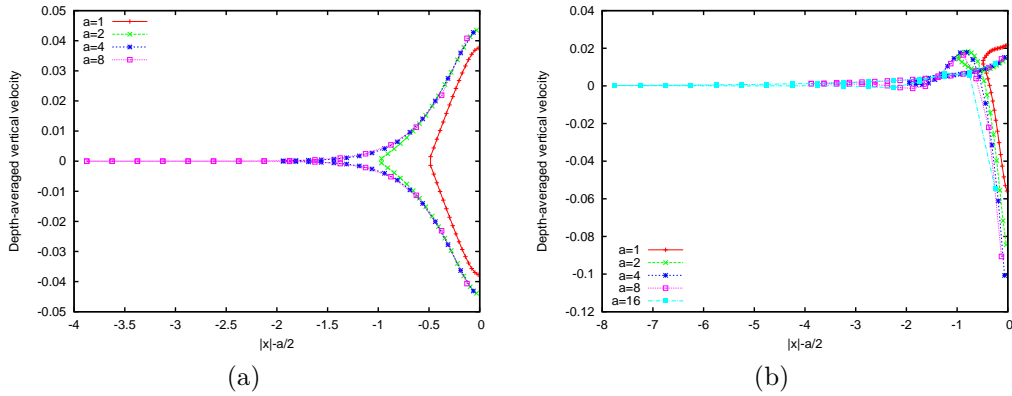 a=1
a=2
a=4
a=8
0.05
0.04
0.03
0.02
0.01
0
-0.01
-0.02
-0.03
-0.04
0.05
Depth-averaged vertical velocity
-4
-3.5
-3
-2.5
-2
-1.5
-1
-0.5
0
|x|-a/2
(a)
0.04
0.02
0
-0.02
-0.04
-0.06
-0.08
-0.1
-0.12
Depth-averaged vertical velocity
a=1
a=2
a=4
a=8
a=16
-8
-7
-6
-5
-4
-3
-2
-1
0
|x|-a/2
(b)